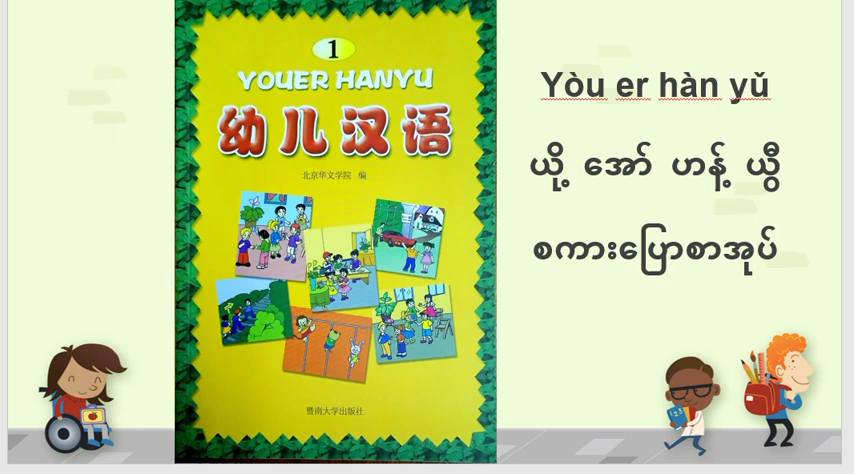 1
YOUER HANYU
幼儿汉语
北京华文学院 编
暨南大学出版社
Yòu er hàn yǔ
ယို့ အော် ဟန့် ယွီ
စကားပြောစာအုပ်
123